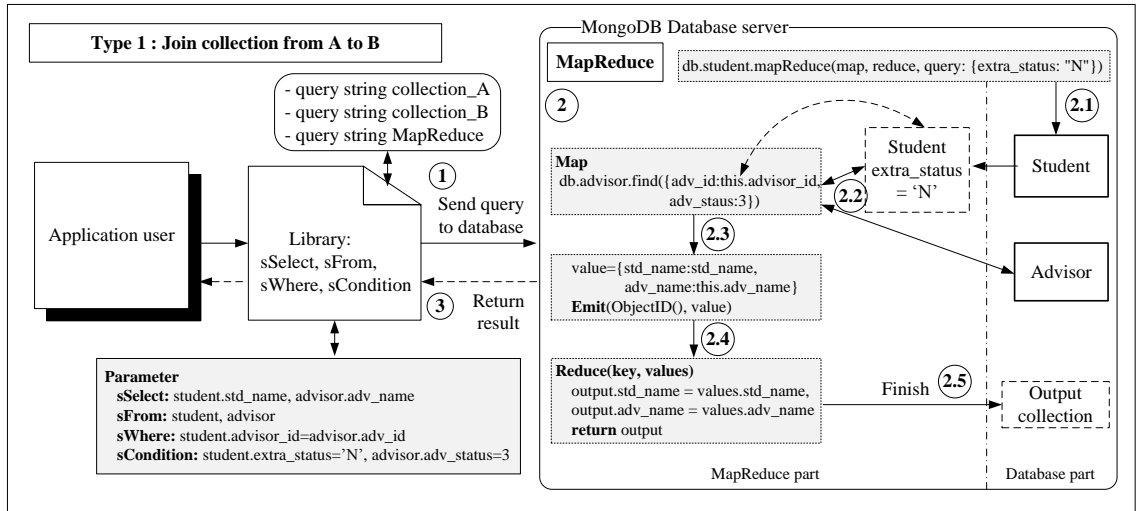 Type 1 : Join collection from A to B
- query string collection_A
- query string collection_B
- query string MapReduce
Application user
Library:
sSelect, sFrom,
sWhere, sCondition
1
Send query
to database
3
Return
result
Parameter
sSelect: student.std_name, advisor.adv_name
sFrom: student, advisor
sWhere: student.advisor_id=advisor.adv_id
sCondition: student.extra_status=’N’, advisor.adv_status=3
MongoDB Database server
MapReduce
db.student.mapReduce(map, reduce, query: {extra_status: "N"})
2
2.1
Student
extra_status
= ‘N’
Student
Map
db.advisor.find({adv_id:this.advisor_id,
adv_staus:3})
2.2
2.3
Advisor
value={std_name:std_name,
adv_name:this.adv_name}
Emit(ObjectID(), value)
2.4
Reduce(key, values)
output.std_name = values.std_name,
output.adv_name = values.adv_name
return output
Finish
2.5
Output
collection
MapReduce part
Database part